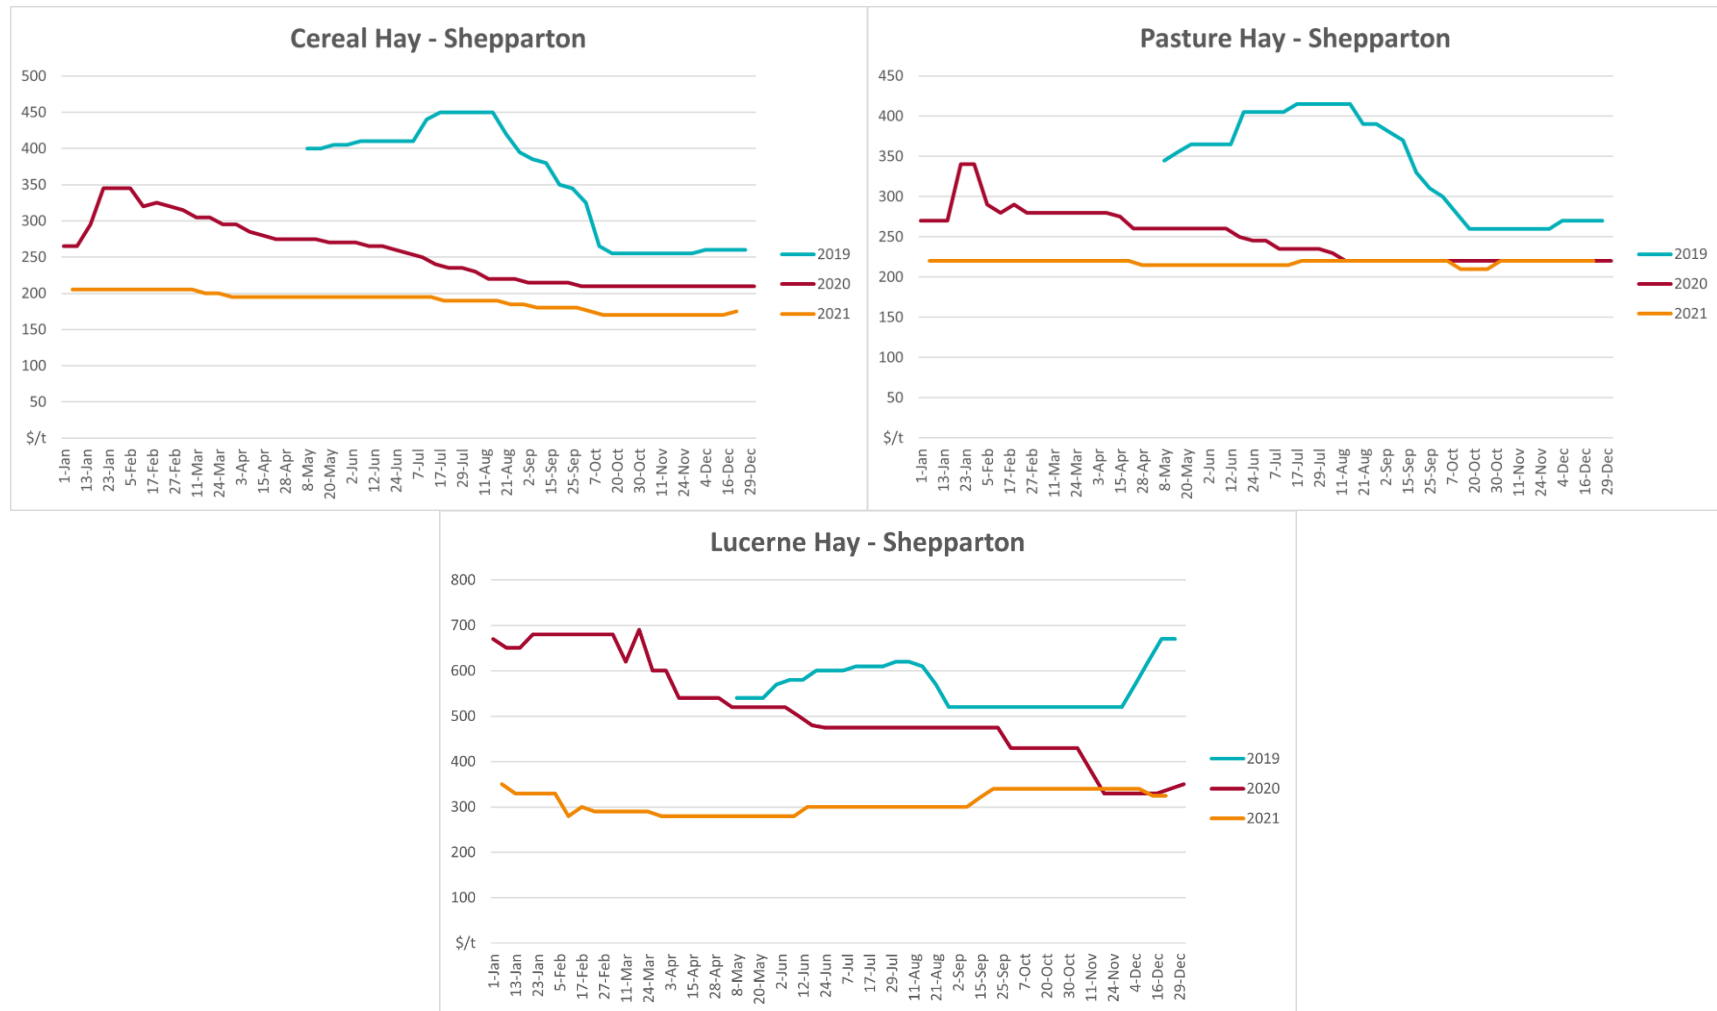 Cereal Hay - Shepparton
500
450
400
350
300
250
200
150
100
50
$/t
1-Jan
13-Jan
23-Jan
5-Feb
17-Feb
27-Feb
11-Mar
24-Mar
3-Apr
15-Apr
28-Apr
8-May
20-May
2-Jun
12-Jun
24-Jun
7-Jul
17-Jul
29-Jul
11-Aug
21-Aug
2-Sep
15-Sep
25-Sep
7-Oct
20-Oct
30-Oct
11-Nov
24-Nov
4-Dec
16-Dec
29-Dec
2019
2020
2021
Pasture Hay - Shepparton
450
400
350
300
250
200
150
100
50
$/t
1-Jan
13-Jan
23-Jan
5-Feb
17-Feb
27-Feb
11-Mar
24-Mar
3-Apr
15-Apr
28-Apr
8-May
20-May
2-Jun
12-Jun
24-Jun
7-Jul
17-Jul
29-Jul
11-Aug
21-Aug
2-Sep
15-Sep
25-Sep
7-Oct
20-Oct
30-Oct
11-Nov
24-Nov
4-Dec
16-Dec
29-Dec
2019
2020
2021
Lucerne Hay - Shepparton
800
700
600
500
400
300
200
100
$/t
1-Jan
13-Jan
23-Jan
5-Feb
17-Feb
27-Feb
11-Mar
24-Mar
3-Apr
15-Apr
28-Apr
8-May
20-May
2-Jun
12-Jun
24-Jun
7-Jul
17-Jul
29-Jul
11-Aug
21-Aug
2-Sep
15-Sep
25-Sep
7-Oct
20-Oct
30-Oct
11-Nov
24-Nov
4-Dec
16-Dec
29-Dec
2019
2020
2021